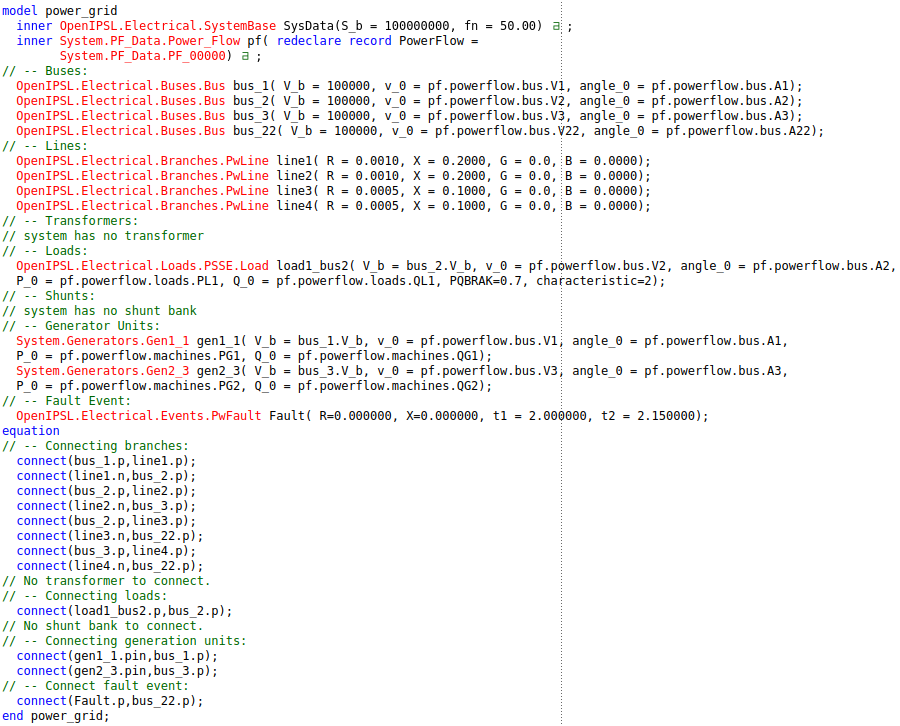 model power_grid
  inner OpenIPSL.Electrical.SystemBase SysData(S_b = 100000000, fn = 50.00) a ;
  inner System.PF_Data.Power_Flow pf( redeclare record PowerFlow =
        System.PF_Data.PF_00000) a ;
// -- Buses:
  OpenIPSL.Electrical.Buses.Bus bus_1( V_b = 100000, v_0 = pf.powerflow.bus.V1, angle_0 = pf.powerflow.bus.A1);
  OpenIPSL.Electrical.Buses.Bus bus_2( V_b = 100000, v_0 = pf.powerflow.bus.V2, angle_0 = pf.powerflow.bus.A2);
  OpenIPSL.Electrical.Buses.Bus bus_3( V_b = 100000, v_0 = pf.powerflow.bus.V3, angle_0 = pf.powerflow.bus.A3);
  OpenIPSL.Electrical.Buses.Bus bus_22( V_b = 100000, v_0 = pf.powerflow.bus.V22, angle_0 = pf.powerflow.bus.A22);
// -- Lines:
  OpenIPSL.Electrical.Branches.PwLine line1( R = 0.0010, X = 0.2000, G = 0.0, B = 0.0000);
  OpenIPSL.Electrical.Branches.PwLine line2( R = 0.0010, X = 0.2000, G = 0.0, B = 0.0000);
  OpenIPSL.Electrical.Branches.PwLine line3( R = 0.0005, X = 0.1000, G = 0.0, B = 0.0000);
  OpenIPSL.Electrical.Branches.PwLine line4( R = 0.0005, X = 0.1000, G = 0.0, B = 0.0000);
// -- Transformers:
// system has no transformer
// -- Loads:
  OpenIPSL.Electrical.Loads.PSSE.Load load1_bus2( V_b = bus_2.V_b, v_0 = pf.powerflow.bus.V2, angle_0 = pf.powerflow.bus.A2,
  P_0 = pf.powerflow.loads.PL1, Q_0 = pf.powerflow.loads.QL1, PQBRAK=0.7, characteristic=2);
// -- Shunts:
// system has no shunt bank
// -- Generator Units:
  System.Generators.Gen1_1 gen1_1( V_b = bus_1.V_b, v_0 = pf.powerflow.bus.V1, angle_0 = pf.powerflow.bus.A1,
  P_0 = pf.powerflow.machines.PG1, Q_0 = pf.powerflow.machines.QG1);
  System.Generators.Gen2_3 gen2_3( V_b = bus_3.V_b, v_0 = pf.powerflow.bus.V3, angle_0 = pf.powerflow.bus.A3,
  P_0 = pf.powerflow.machines.PG2, Q_0 = pf.powerflow.machines.QG2);
// -- Fault Event:
  OpenIPSL.Electrical.Events.PwFault Fault( R=0.000000, X=0.000000, t1 = 2.000000, t2 = 2.150000);
equation
// -- Connecting branches:
  connect(bus_1.p,line1.p);
  connect(line1.n,bus_2.p);
  connect(bus_2.p,line2.p);
  connect(line2.n,bus_3.p);
  connect(bus_2.p,line3.p);
  connect(line3.n,bus_22.p);
  connect(bus_3.p,line4.p);
  connect(line4.n,bus_22.p);
// No transformer to connect.
// -- Connecting loads:
  connect(load1_bus2.p,bus_2.p);
// No shunt bank to connect.
// -- Connecting generation units:
  connect(gen1_1.pin,bus_1.p);
  connect(gen2_3.pin,bus_3.p);
// -- Connect fault event:
  connect(Fault.p,bus_22.p);
end power_grid;